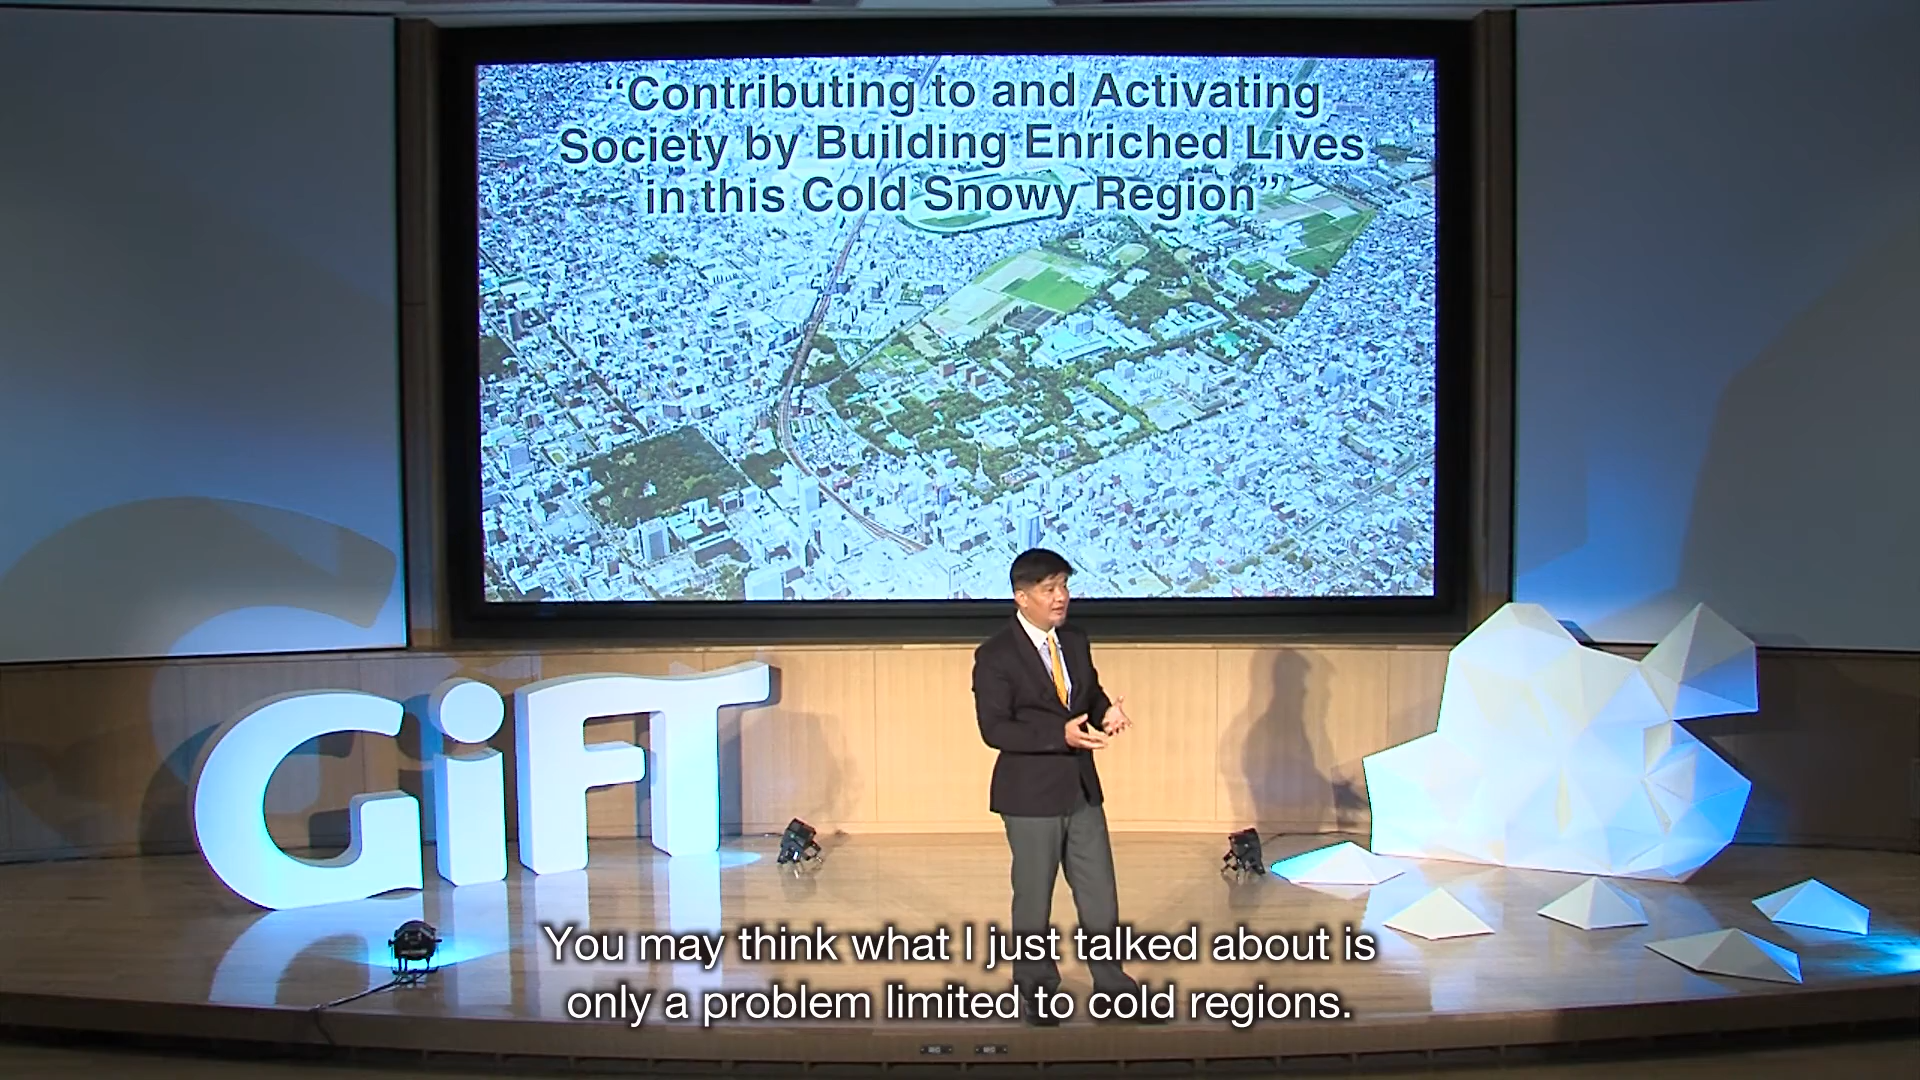 “Contributing to and Activating
Society by Building Enriched Lives
in this Cold Snowy Region”
GiFT
You may think what I just talked about is
only a problem limited to cold regions.